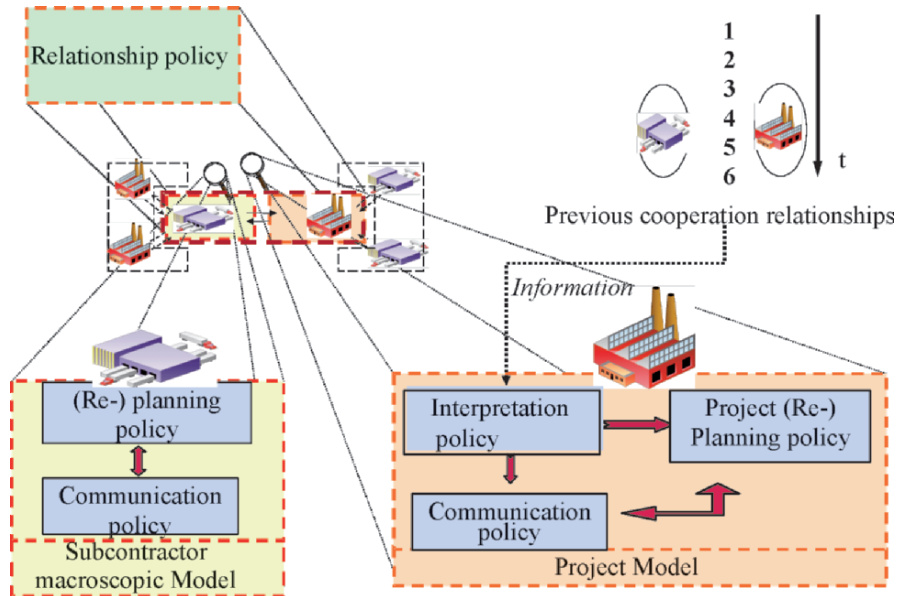 Relationship policy
1
2
3
4
5
6
t
Previous cooperation relationships
Information
(Re-) planning
policy
Communication
policy
Subcontractor
macroscopic Model
Interpretation
policy
Project (Re-)
Planning policy
Communication
policy
Project Model